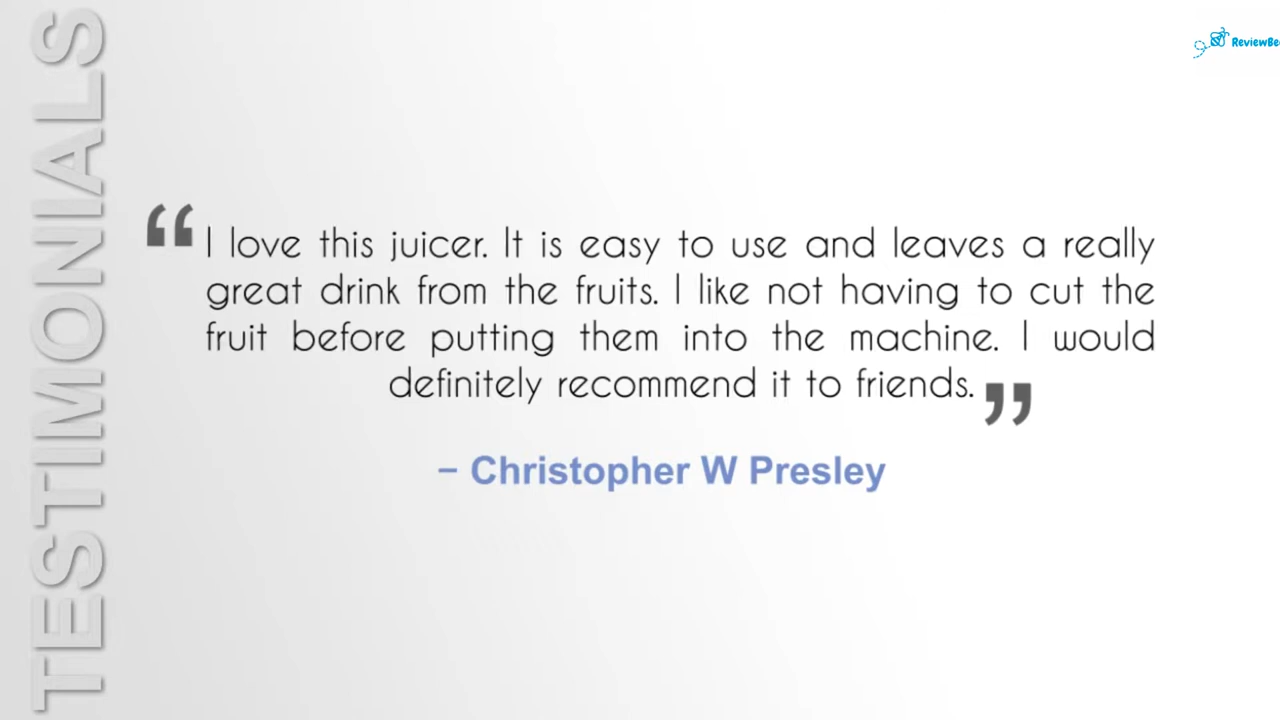 TESTIMONIALS
ReviewBe
“I love this juicer. It is easy to use and leaves a really
great drink from the fruits. I like not having to cut the
fruit before putting them into the machine. I would
definitely recommend it to friends.”
– Christopher W Presley